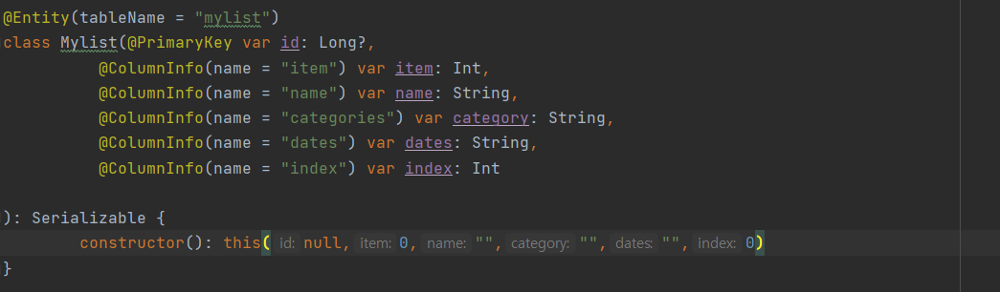 @Entity(tableName = "mylist")
class Mylist(@PrimaryKey var id: Long?,
@ColumnInfo(name = "item") var item: Int,
@ColumnInfo(name = "name") var name: String,
@ColumnInfo(name = "categories") var category: String,
@ColumnInfo(name = "dates") var dates: String,
@ColumnInfo(name = "index") var index: Int
): Serializable {
constructor(): this( id: null, item: 0, name: "", category: "", dates: "", index: 0)
}